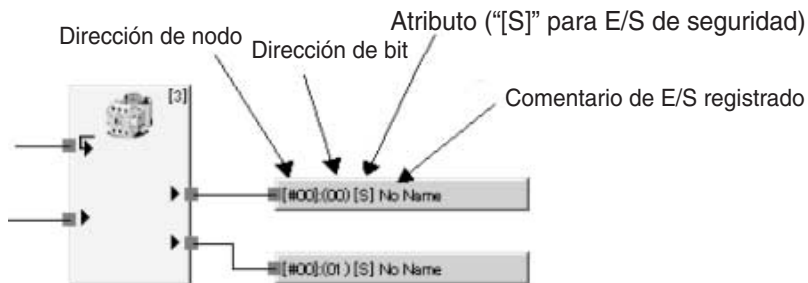 Atributo (“[S]” para E/S de seguridad)
Dirección de nodo
Dirección de bit
[3]
Comentario de E/S registrado
[#00]:(00) [S] No Name
[#00]:(01) [S] No Name